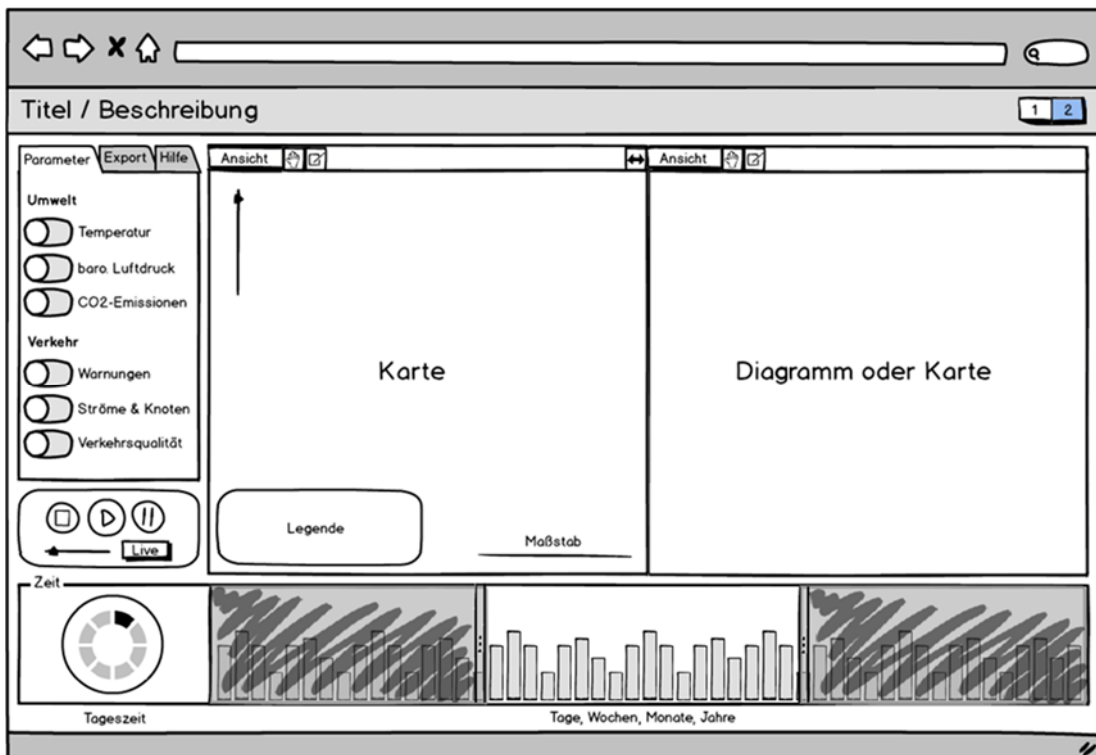 Titel / Beschreibung
1 2
Parameter Export Hilfe
Ansicht
Ansicht
Umwelt
Temperatur
baro. Luftdruck
CO2-Emissionen
Verkehr
Warnungen
Ströme & Knoten
Verkehrsqualität
Live
Karte
Legende
Maßstab
Diagramm oder Karte
Zeit
Tageszeit
Tage, Wochen, Monate, Jahre